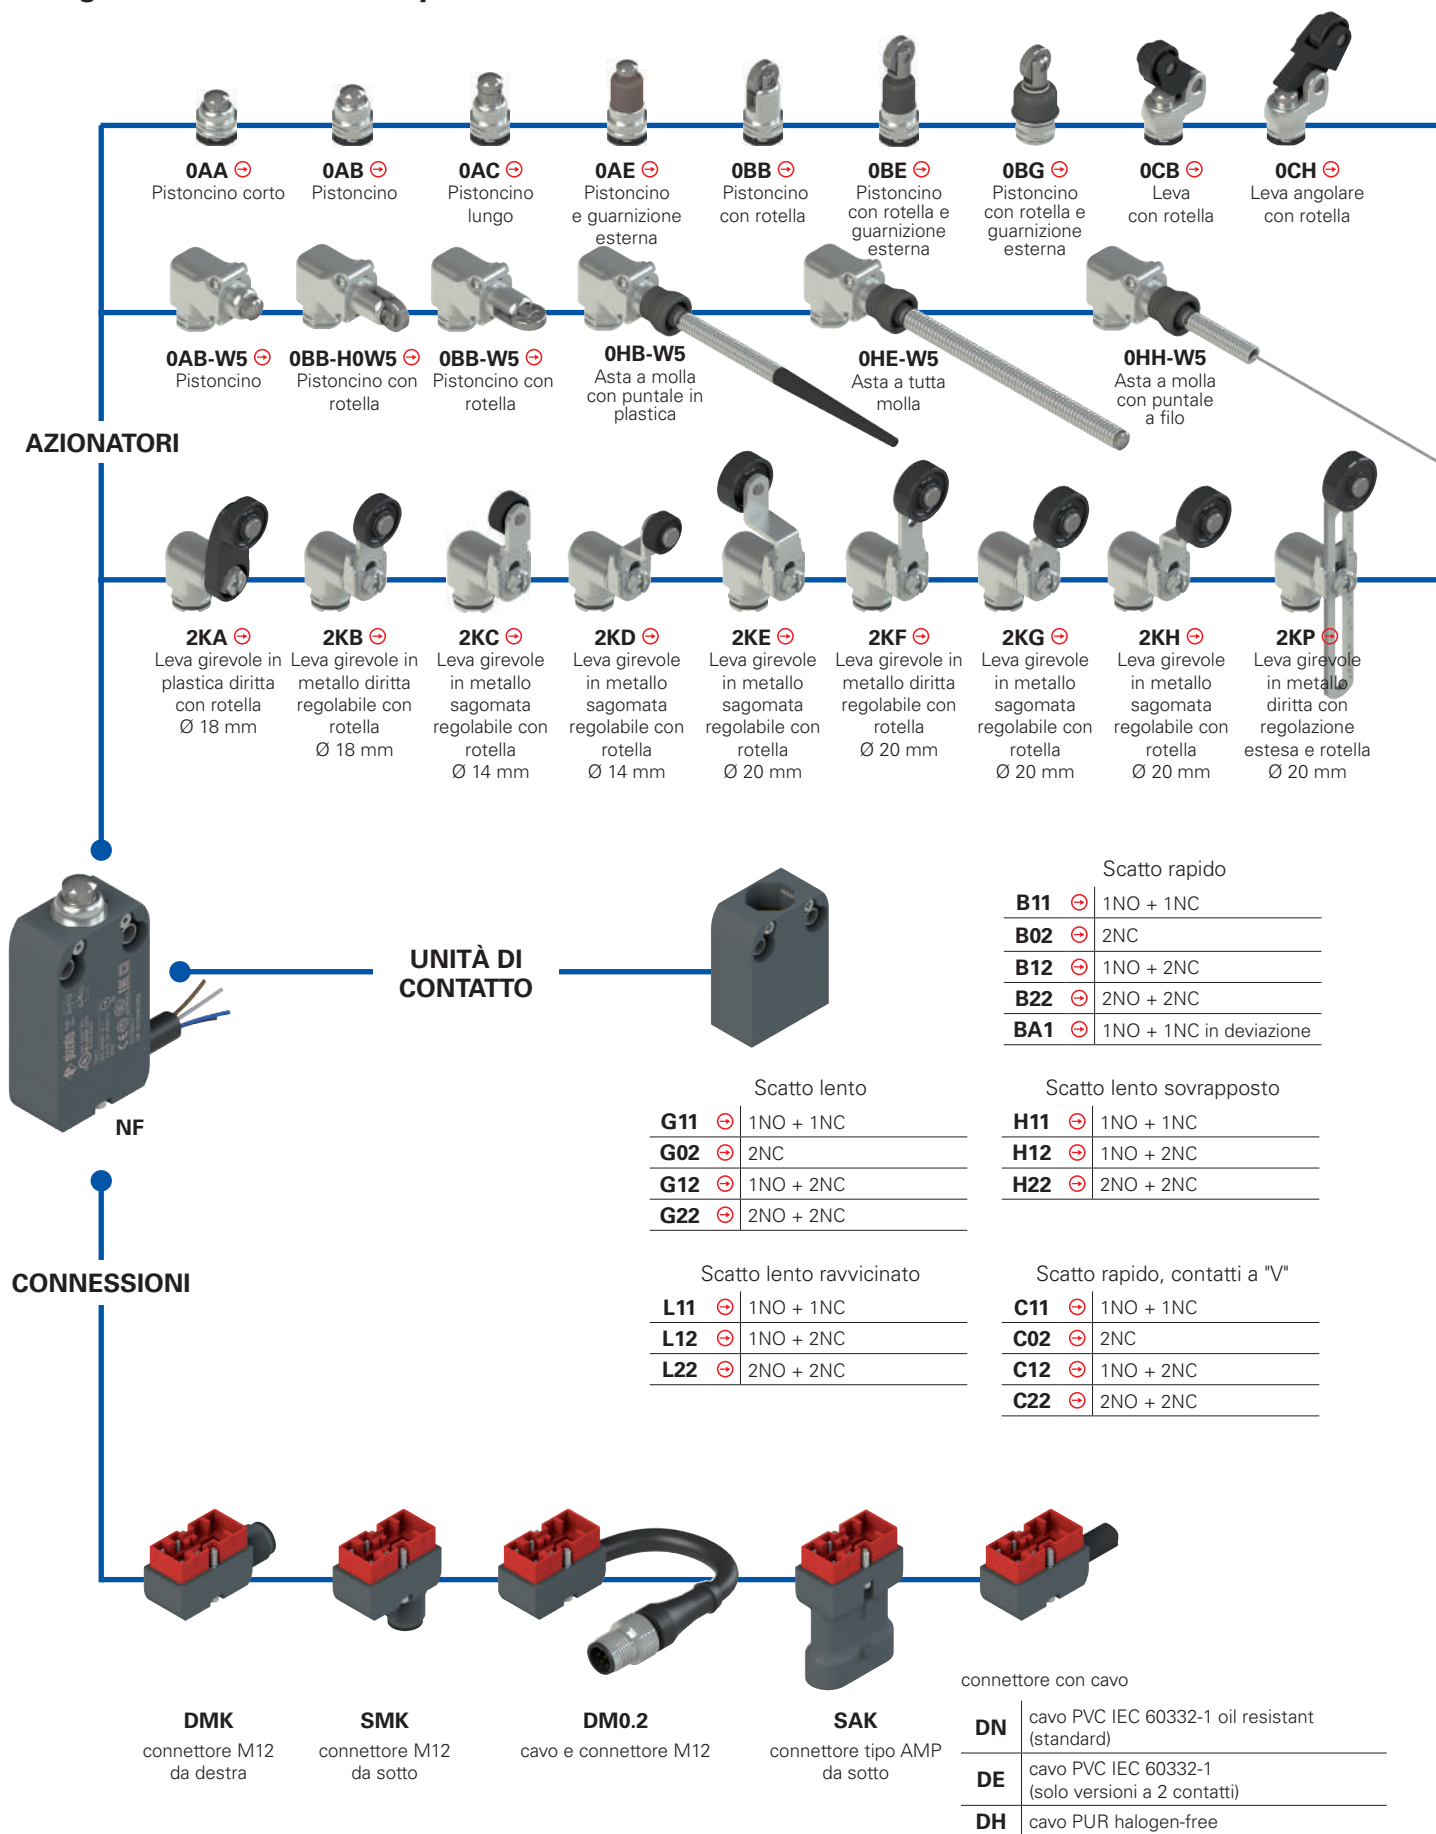 0AA
Pistoncino corto
0AB
Pistoncino
0AC
Pistoncino
lungo
0AE
Pistoncino
e guarnizione
esterna
0BB
Pistoncino
con rotella
0BE
Pistoncino
con rotella e
guarnizione
esterna
0BG
Pistoncino
con rotella e
guarnizione
esterna
0CB
Leva
con rotella
0CH
Leva angolare
con rotella
0AB-W5
Pistoncino
0BB-H0W5
Pistoncino con
rotella
0BB-W5
Pistoncino con
rotella
0HB-W5
Asta a molla
con puntale in
plastica
0HE-W5
Asta a tutta
molla
0HH-W5
Asta a molla
con puntale
a filo
AZIONATORI
2KA
Leva girevole in
plastica diritta
con rotella
Ø 18 mm
2KB
Leva girevole in
metallo diritta
regolabile con
rotella
Ø 18 mm
2KC
Leva girevole
in metallo
sagomata
regolabile con
rotella
Ø 14 mm
2KD
Leva girevole
in metallo
sagomata
regolabile con
rotella
Ø 14 mm
2KE
Leva girevole
in metallo
sagomata
regolabile con
rotella
Ø 20 mm
2KF
Leva girevole in
metallo diritta
regolabile con
rotella
Ø 20 mm
2KG
Leva girevole
in metallo
sagomata
regolabile con
rotella
Ø 20 mm
2KH
Leva girevole
in metallo
sagomata
regolabile con
rotella
Ø 20 mm
2KP
Leva girevole
in metallo
diritta con
regolazione
estesa e rotella
Ø 20 mm
NF
UNITÀ DI
CONTATTO
Scatto rapido
B11 1NO + 1NC
B02 2NC
B12 1NO + 2NC
B22 2NO + 2NC
BA1 1NO + 1NC in deviazione
Scatto lento
G11 1NO + 1NC
G02 2NC
G12 1NO + 2NC
G22 2NO + 2NC
Scatto lento sovrapposto
H11 1NO + 1NC
H12 1NO + 2NC
H22 2NO + 2NC
Scatto lento ravvicinato
L11 1NO + 1NC
L12 1NO + 2NC
L22 2NO + 2NC
Scatto rapido, contatti a "V"
C11 1NO + 1NC
C02 2NC
C12 1NO + 2NC
C22 2NO + 2NC
CONNESSIONI
DMK
connettore M12
da destra
SMK
connettore M12
da sotto
DM0.2
cavo e connettore M12
SAK
connettore tipo AMP
da sotto
connettore con cavo
DN cavo PVC IEC 60332-1 oil resistant
(standard)
DE cavo PVC IEC 60332-1
(solo versioni a 2 contatti)
DH cavo PUR halogen-free